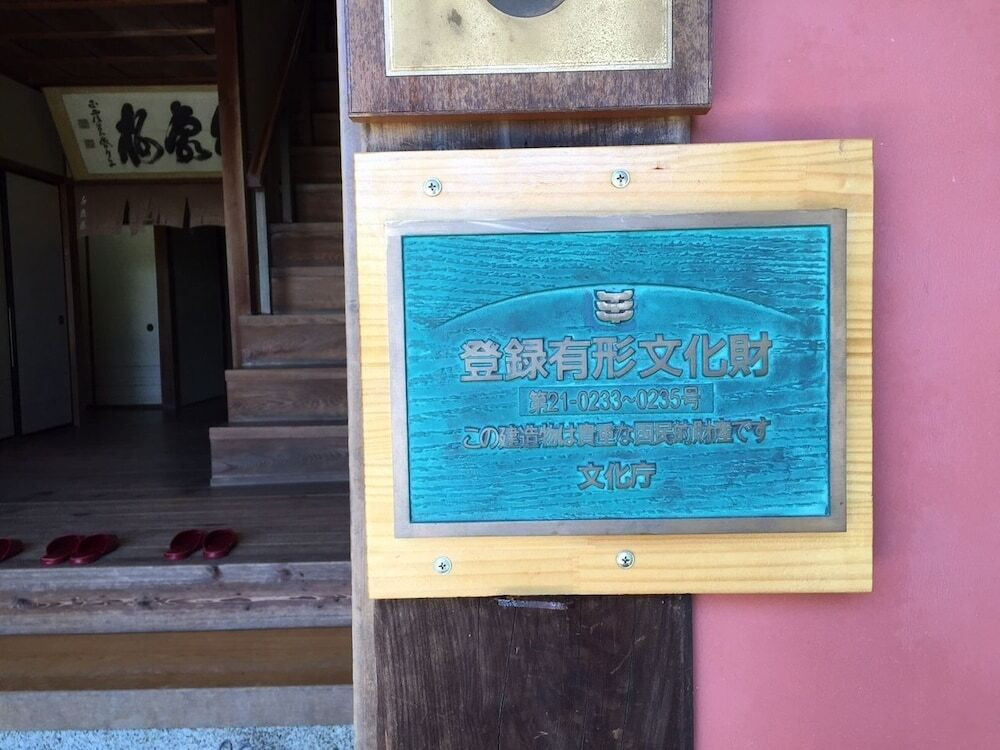 登録有形文化財
第21-0233~0235号
この建造物は貴重な国民的財産です
文化庁